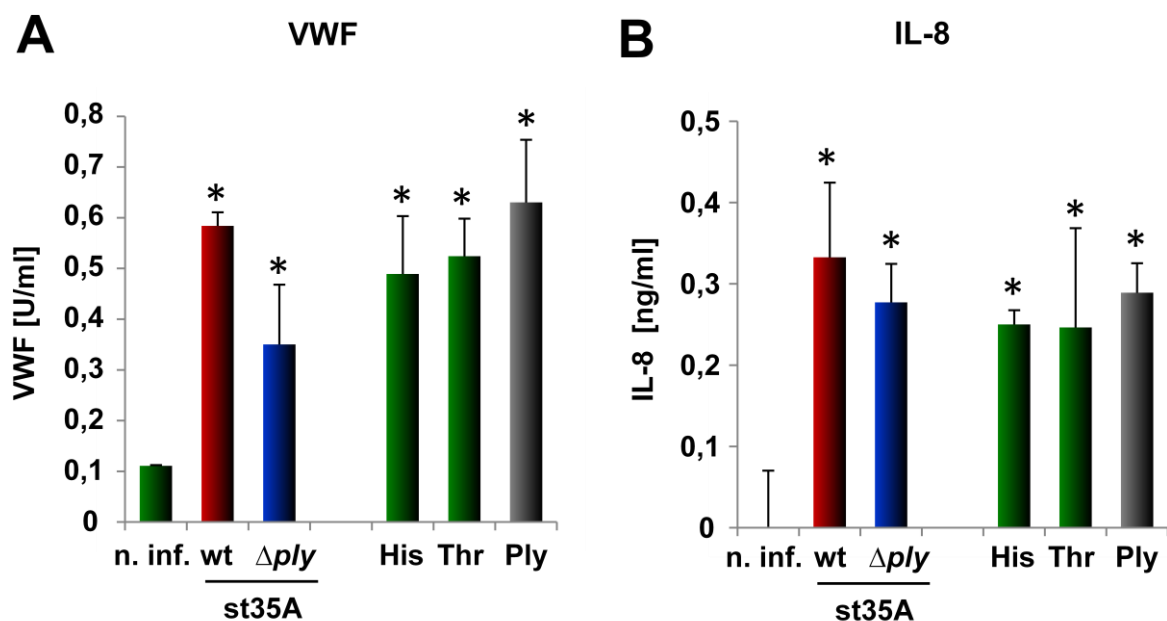 A
VWF
VWF [U/ml]
0,8
0,7
0,6
0,5
0,4
0,3
0,2
0,1
0
*
*
*
*
*
n. inf. wt Δply His Thr Ply
st35A
B
IL-8
IL-8 [ng/ml]
0,5
0,4
0,3
0,2
0,1
0
*
*
*
*
*
n. inf. wt Δply His Thr Ply
st35A